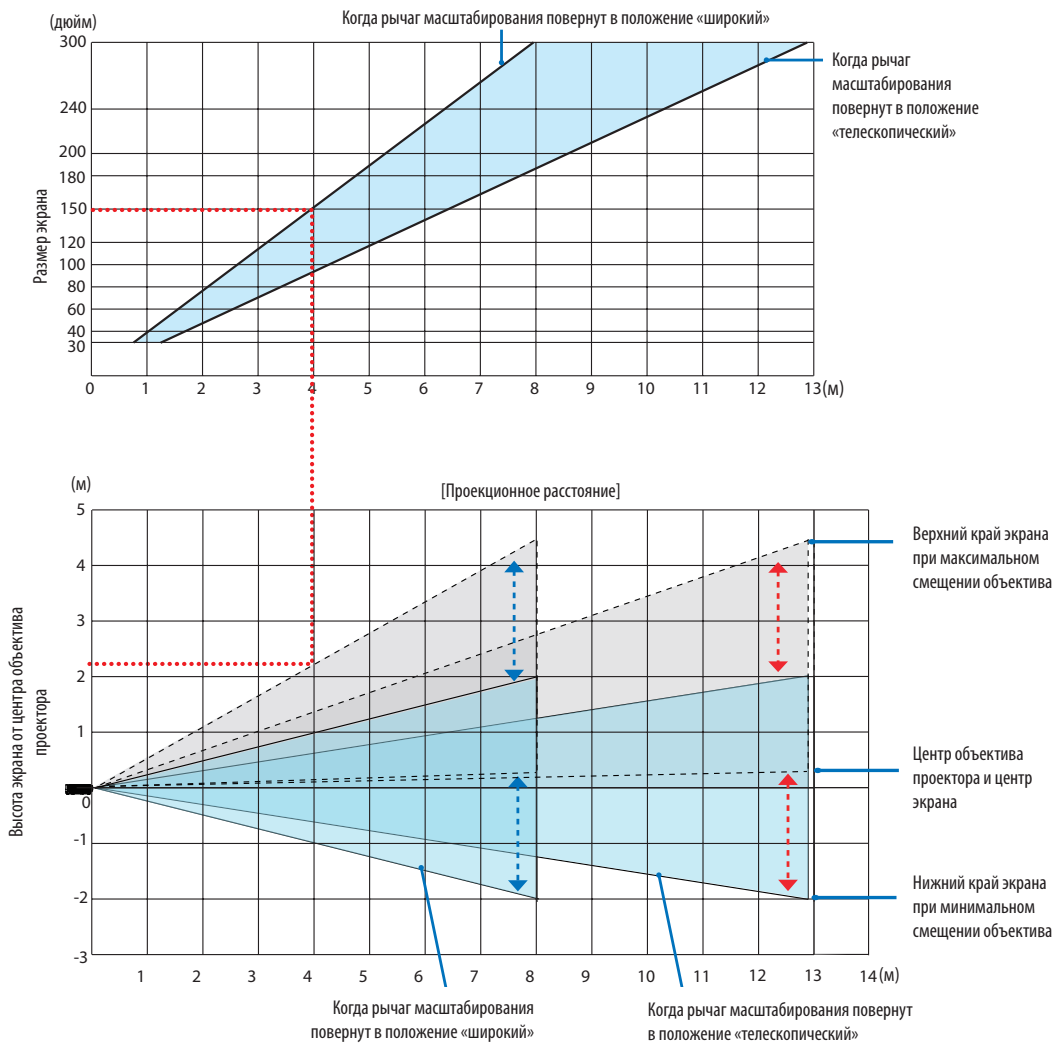 (дюйм)
Когда рычаг масштабирования повернут в положение «широкий»
300
240
200
180
150
120
100
80
60
40
30
Размер экрана
Когда рычаг
масштабирования
повернут в положение
«телескопический»
0 1 2 3 4 5 6 7 8 9 10 11 12 13 (м)
(м)
[Проекционное расстояние]
5
4
3
2
1
0
-1
-2
-3
Высота экрана от центра объектива
проектора
Верхний край экрана
при максимальном
смещении объектива
Центр объектива
проектора и центр
экрана
Нижний край экрана
при минимальном
смещении объектива
1 2 3 4 5 6 7 8 9 10 11 12 13 14 (м)
Когда рычаг масштабирования
повернут в положение «широкий»
Когда рычаг масштабирования повернут
в положение «телескопический»